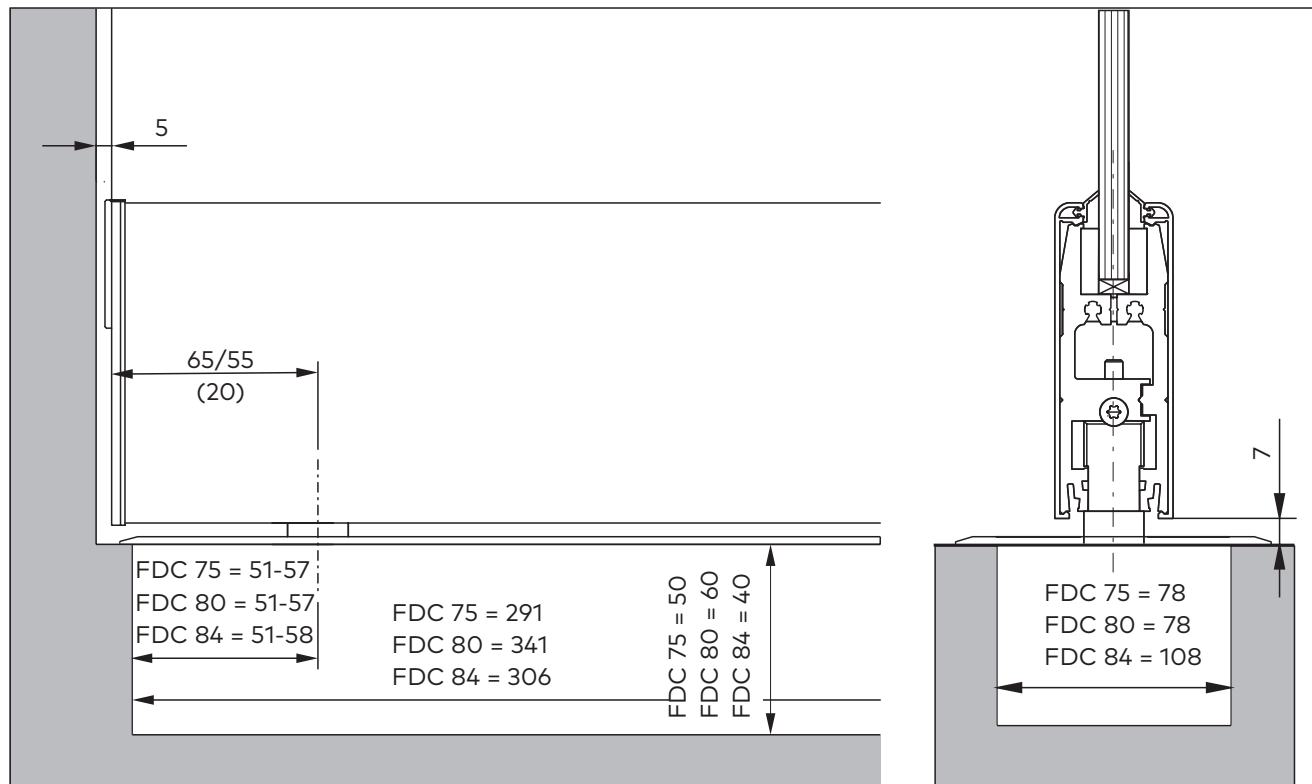 5
65/55
(20)
FDC 75 = 51-57
FDC 80 = 51-57
FDC 84 = 51-58
FDC 75 = 291
FDC 80 = 341
FDC 84 = 306
FDC 75 = 50
FDC 80 = 60
FDC 84 = 40
7
FDC 75 = 78
FDC 80 = 78
FDC 84 = 108